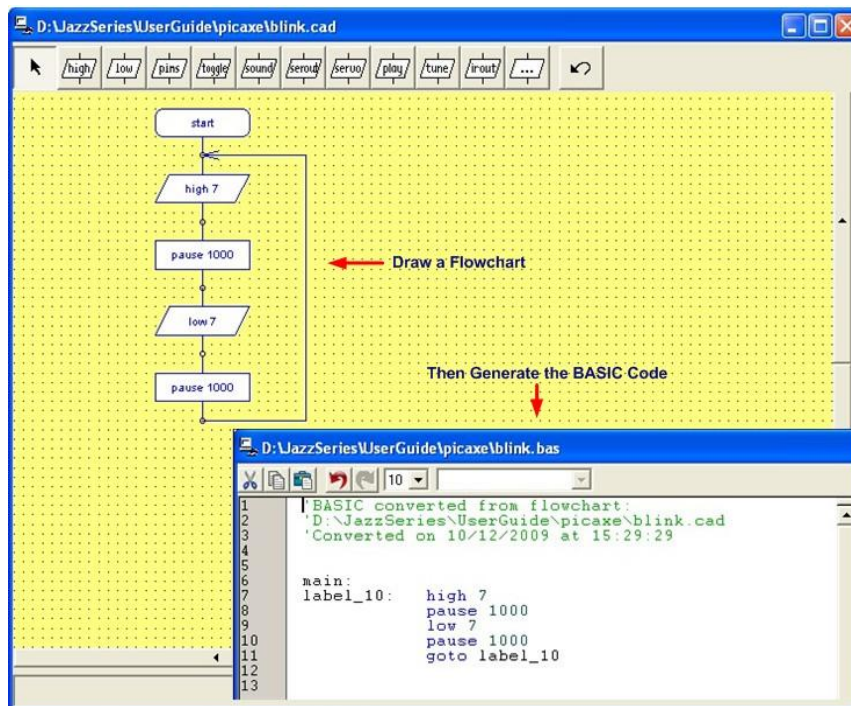 D:\JazzSeries\UserGuide\picaxe\blink.cad
high low pins toggle sound serout servo play tune irout ...
start
high 7
pause 1000
Draw a Flowchart
low 7
Then Generate the BASIC Code
pause 1000
D:\JazzSeries\UserGuide\picaxe\blink.bas
10
1 'BASIC converted from flowchart:
2 'D:\JazzSeries\UserGuide\picaxe\blink.cad
3 'Converted on 10/12/2009 at 15:29:29
4
5
6 main:
7 label_10: high 7
8 pause 1000
9 low 7
10 pause 1000
11 goto label_10
12
13